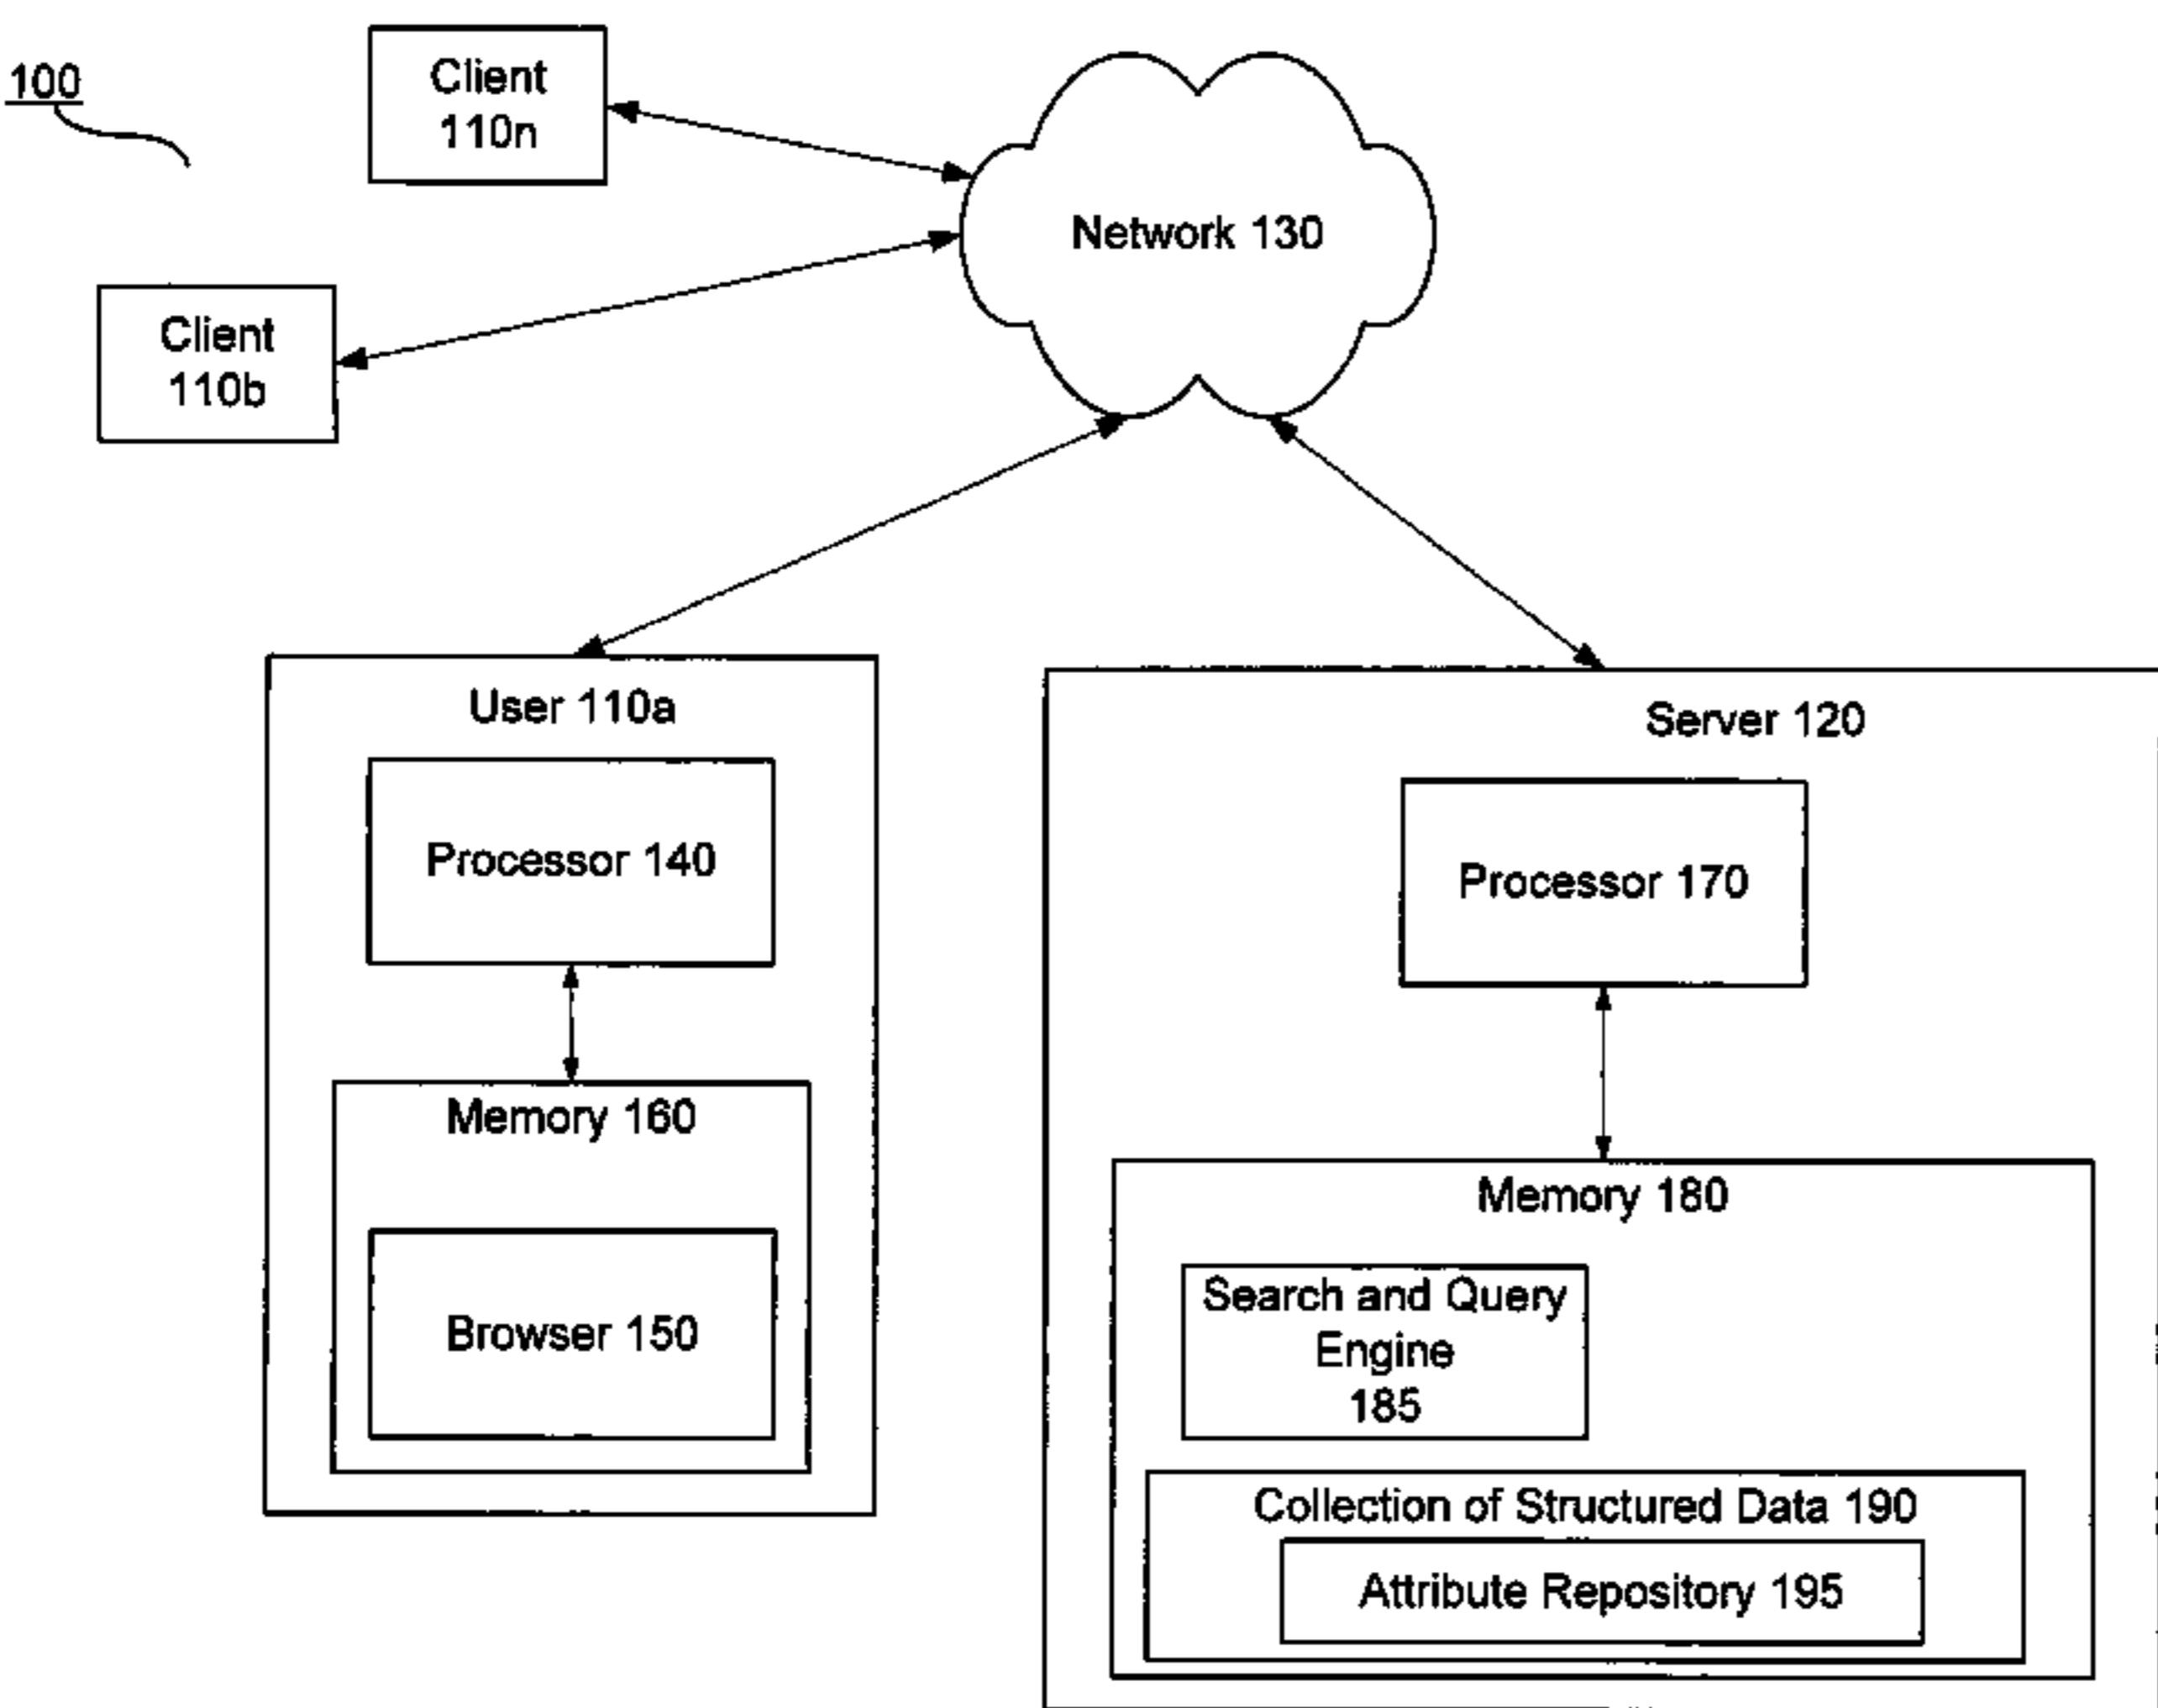 100
Client
110n
Network 130
Client
110b
User 110a
Processor 140
Memory 160
Browser 150
Server 120
Processor 170
Memory 180
Search and Query
Engine
185
Collection of Structured Data 190
Attribute Repository 195